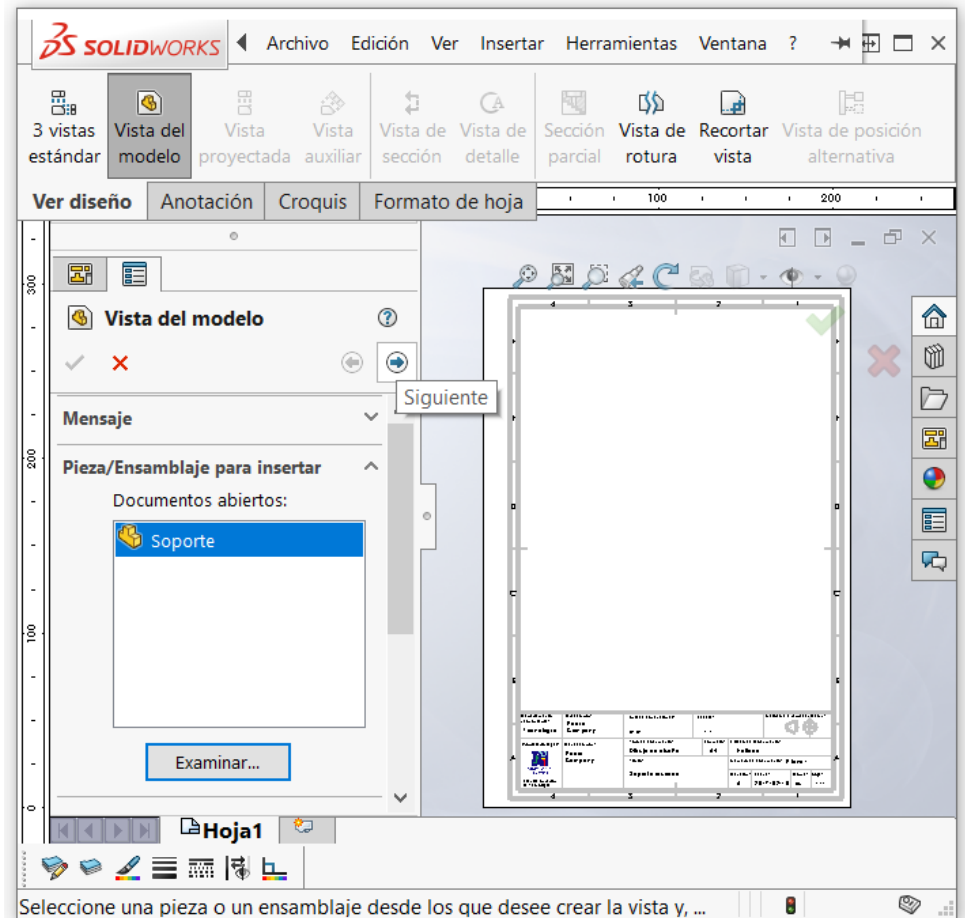 SOLIDWORKS Archivo Edición Ver Insertar Herramientas Ventana ?
3 vistas estándar
Vista del modelo
Vista proyectada
Vista auxiliar
Vista de sección
Vista de detalle
Sección parcial
Vista de rotura
Recortar vista
Vista de posición alternativa
Ver diseño Anotación Croquis Formato de hoja
100 200
300
200
100
0
Vista del modelo
Siguiente
Mensaje
Pieza/Ensamblaje para insertar
Documentos abiertos:
Soporte
Examinar...
4 3 2 1
Hoja1
Seleccione una pieza o un ensamblaje desde los que desee crear la vista y, ...